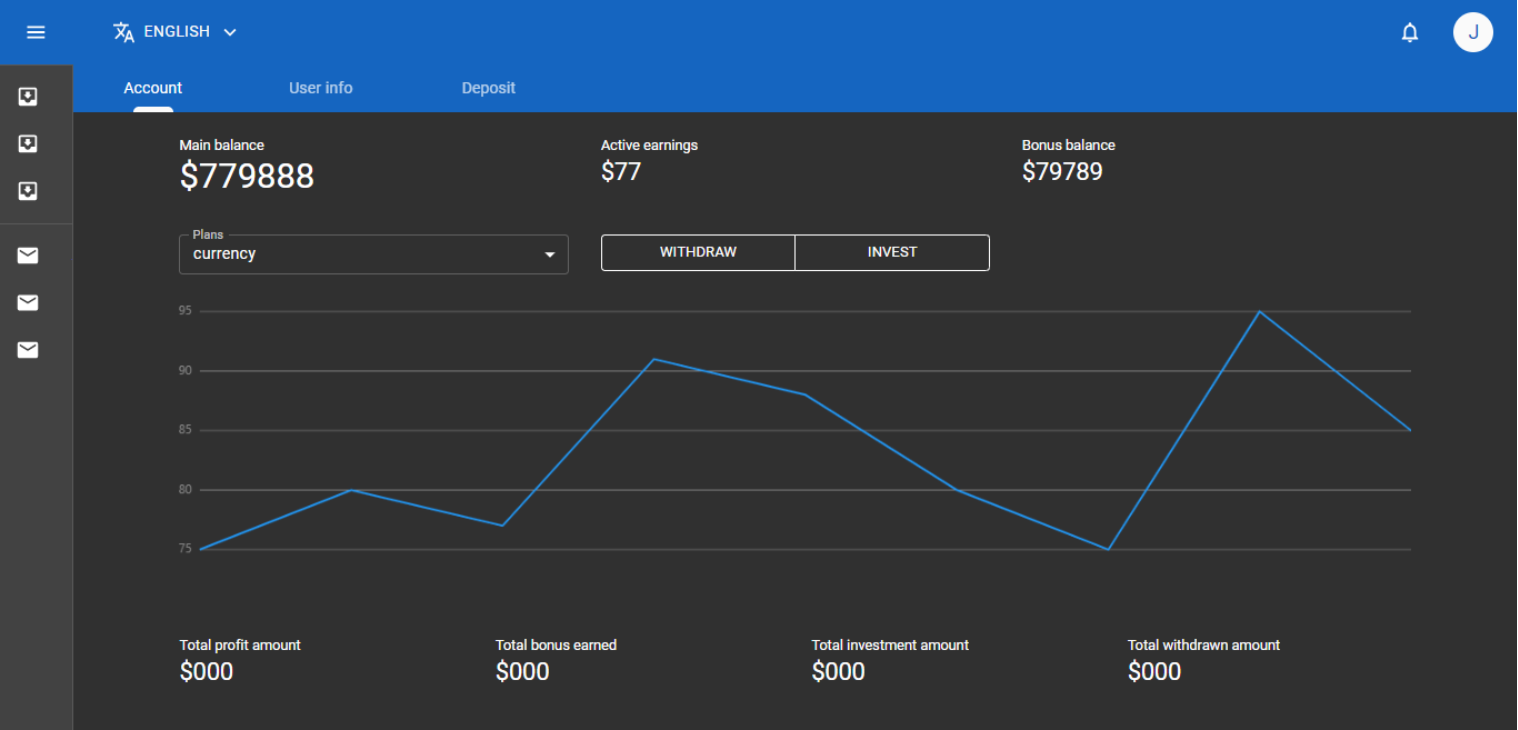 ENGLISH
J
Account
User info
Deposit
Main balance
$779888
Active earnings
$77
Bonus balance
$79789
Plans
currency
WITHDRAW
INVEST
95
90
85
80
75
Total profit amount
$000
Total bonus earned
$000
Total investment amount
$000
Total withdrawn amount
$000